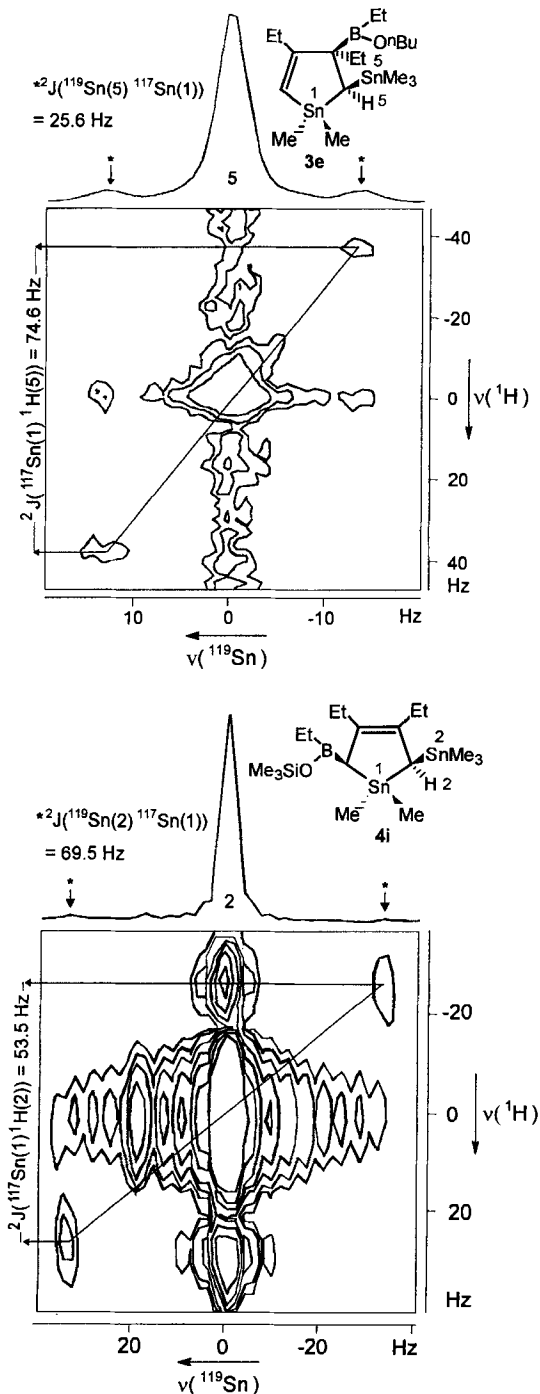 Et
Et
B
OnBu
Et
5
SnMe3
1
Sn
H 5
Me
Me
3e
*²J(¹¹⁹Sn(5) ¹¹⁷Sn(1))
= 25.6 Hz
*
*
5
²J(¹¹⁷Sn(1) ¹H(5)) = 74.6 Hz
-40
-20
0
20
40
Hz
ν(¹H)
10
0
-10
Hz
ν(¹¹⁹Sn)
Et
Et
Et
B
Me3SiO
2
SnMe3
1
Sn
H 2
Me
Me
4i
*²J(¹¹⁹Sn(2) ¹¹⁷Sn(1))
= 69.5 Hz
*
*
2
²J(¹¹⁷Sn(1)¹H(2)) = 53.5 Hz
-20
0
20
Hz
ν(¹H)
20
0
-20
Hz
ν(¹¹⁹Sn)